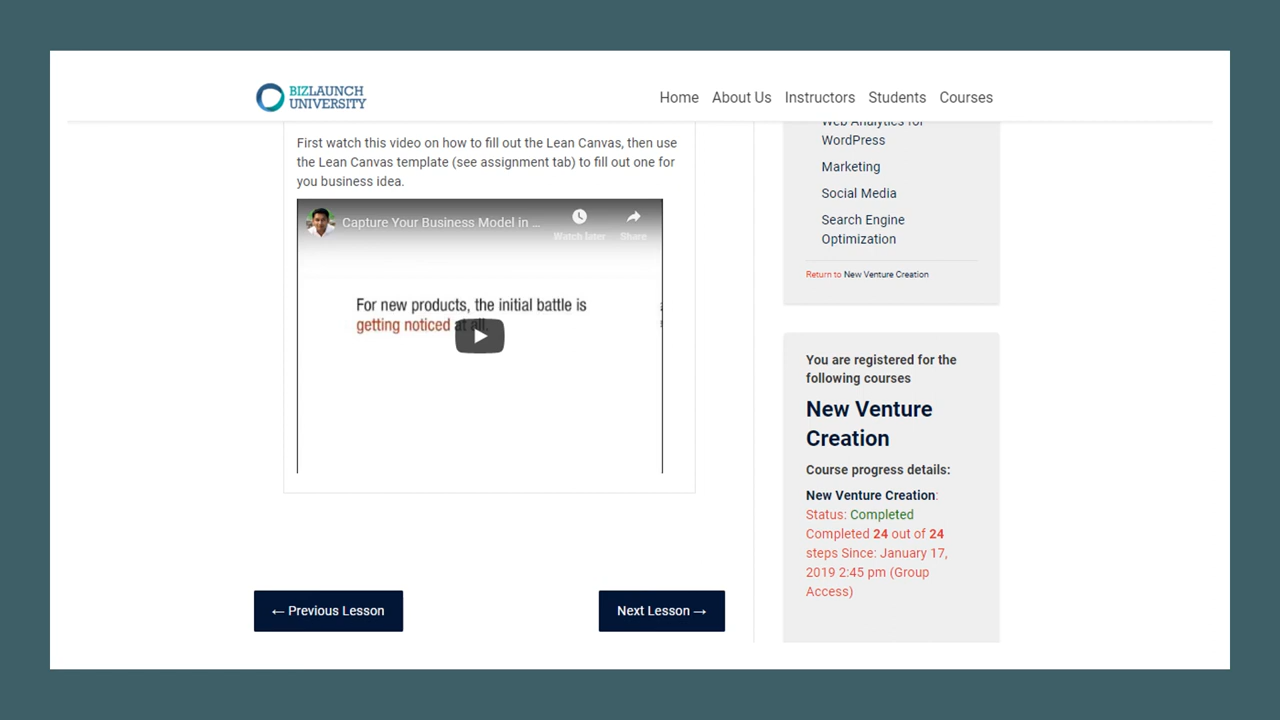 BIZLAUNCH
UNIVERSITY
Home About Us Instructors Students Courses
First watch this video on how to fill out the Lean Canvas, then use
the Lean Canvas template (see assignment tab) to fill out one for
you business idea.
Capture Your Business Model in ...
Watch later Share
For new products, the initial battle is
getting noticed at all.
← Previous Lesson
Next Lesson →
Web Analytics for
WordPress
Marketing
Social Media
Search Engine
Optimization
Return to New Venture Creation
You are registered for the
following courses
New Venture
Creation
Course progress details:
New Venture Creation:
Status: Completed
Completed 24 out of 24
steps Since: January 17,
2019 2:45 pm (Group
Access)